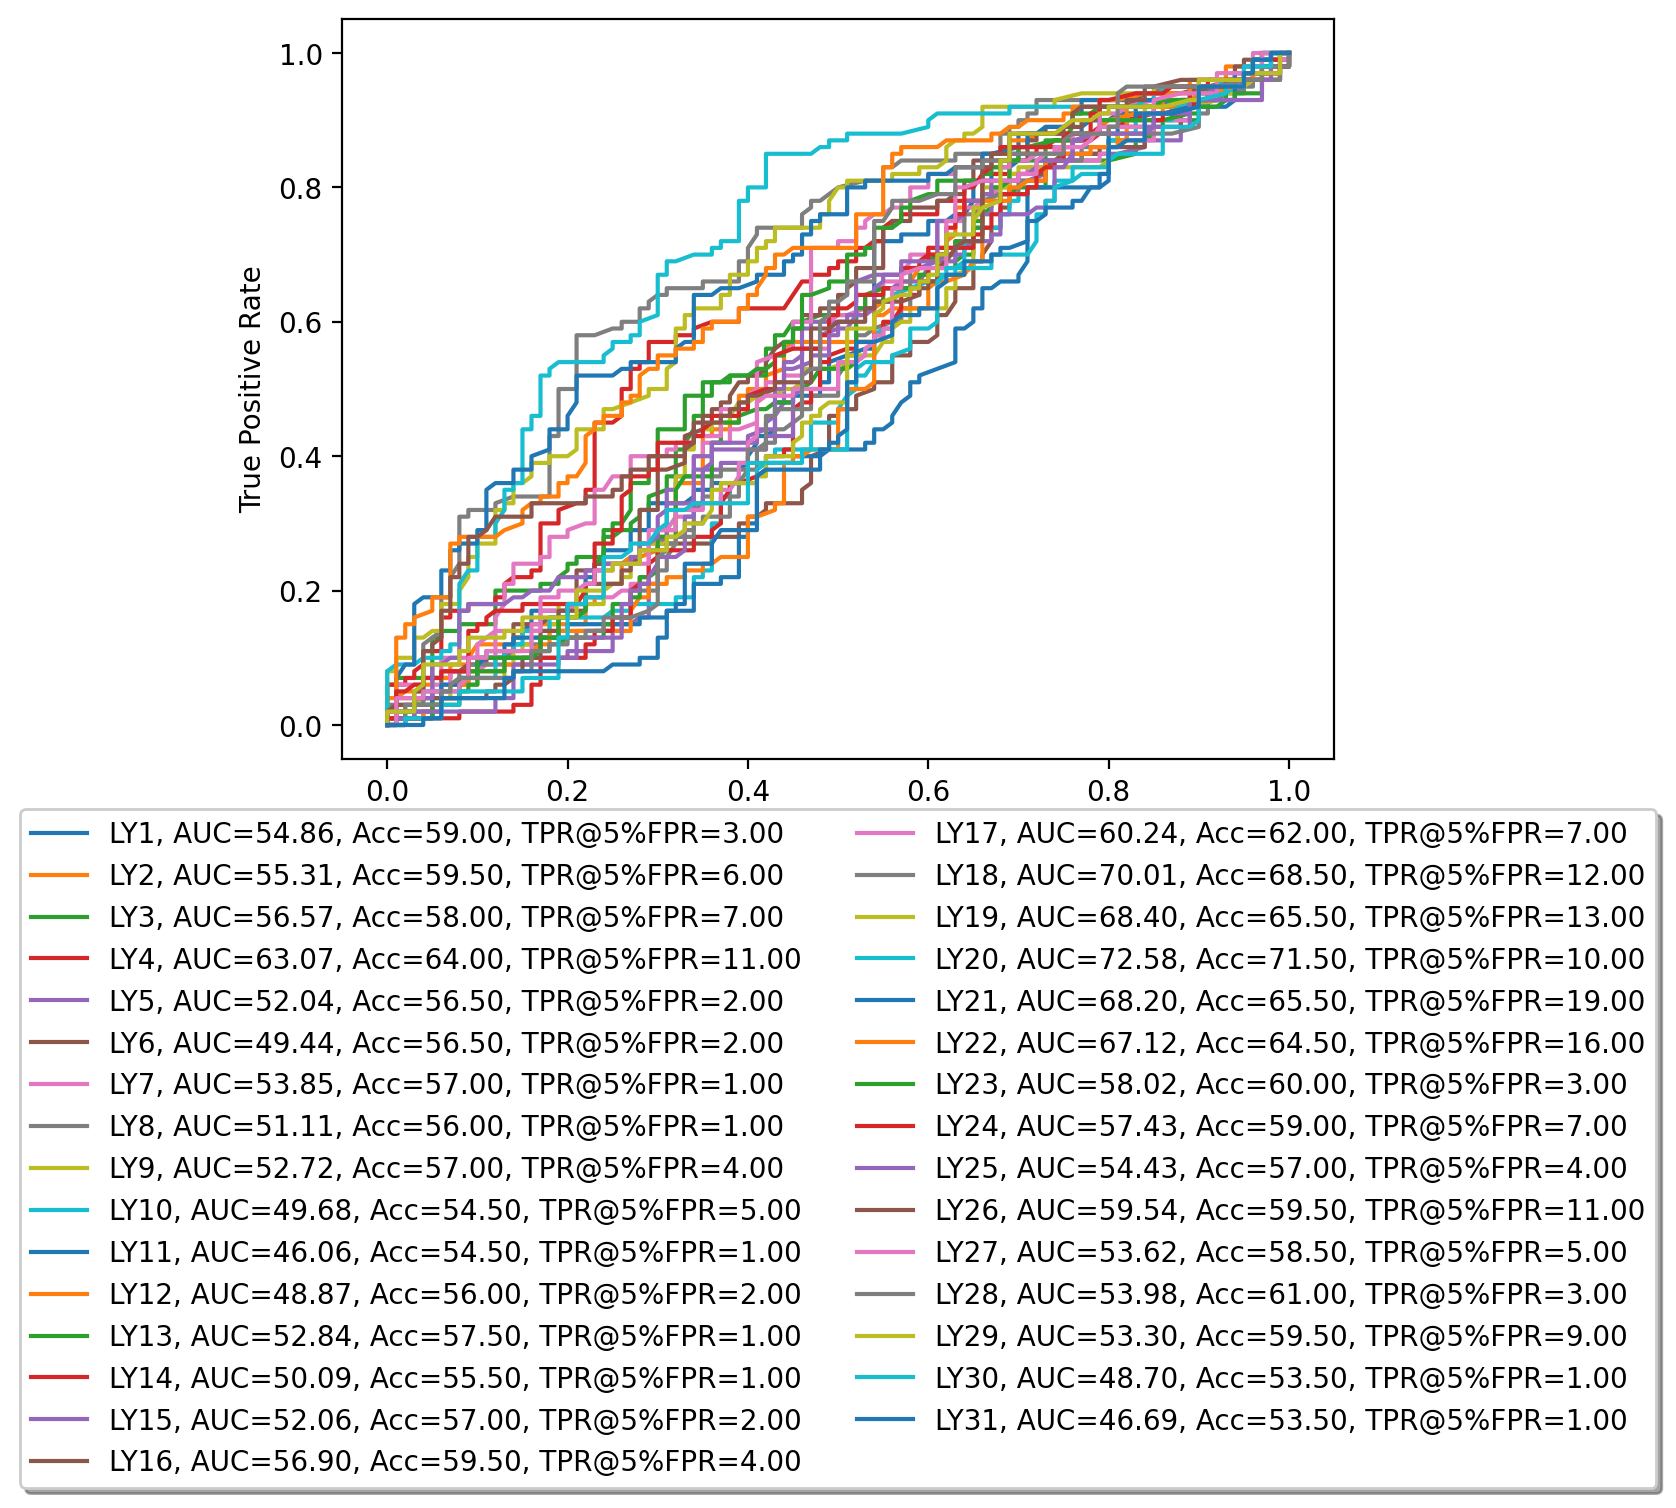 1.0
0.8
0.6
0.4
0.2
0.0
True Positive Rate
0.0 0.2 0.4 0.6 0.8 1.0
LY1, AUC=54.86, Acc=59.00, TPR@5%FPR=3.00
LY2, AUC=55.31, Acc=59.50, TPR@5%FPR=6.00
LY3, AUC=56.57, Acc=58.00, TPR@5%FPR=7.00
LY4, AUC=63.07, Acc=64.00, TPR@5%FPR=11.00
LY5, AUC=52.04, Acc=56.50, TPR@5%FPR=2.00
LY6, AUC=49.44, Acc=56.50, TPR@5%FPR=2.00
LY7, AUC=53.85, Acc=57.00, TPR@5%FPR=1.00
LY8, AUC=51.11, Acc=56.00, TPR@5%FPR=1.00
LY9, AUC=52.72, Acc=57.00, TPR@5%FPR=4.00
LY10, AUC=49.68, Acc=54.50, TPR@5%FPR=5.00
LY11, AUC=46.06, Acc=54.50, TPR@5%FPR=1.00
LY12, AUC=48.87, Acc=56.00, TPR@5%FPR=2.00
LY13, AUC=52.84, Acc=57.50, TPR@5%FPR=1.00
LY14, AUC=50.09, Acc=55.50, TPR@5%FPR=1.00
LY15, AUC=52.06, Acc=57.00, TPR@5%FPR=2.00
LY16, AUC=56.90, Acc=59.50, TPR@5%FPR=4.00
LY17, AUC=60.24, Acc=62.00, TPR@5%FPR=7.00
LY18, AUC=70.01, Acc=68.50, TPR@5%FPR=12.00
LY19, AUC=68.40, Acc=65.50, TPR@5%FPR=13.00
LY20, AUC=72.58, Acc=71.50, TPR@5%FPR=10.00
LY21, AUC=68.20, Acc=65.50, TPR@5%FPR=19.00
LY22, AUC=67.12, Acc=64.50, TPR@5%FPR=16.00
LY23, AUC=58.02, Acc=60.00, TPR@5%FPR=3.00
LY24, AUC=57.43, Acc=59.00, TPR@5%FPR=7.00
LY25, AUC=54.43, Acc=57.00, TPR@5%FPR=4.00
LY26, AUC=59.54, Acc=59.50, TPR@5%FPR=11.00
LY27, AUC=53.62, Acc=58.50, TPR@5%FPR=5.00
LY28, AUC=53.98, Acc=61.00, TPR@5%FPR=3.00
LY29, AUC=53.30, Acc=59.50, TPR@5%FPR=9.00
LY30, AUC=48.70, Acc=53.50, TPR@5%FPR=1.00
LY31, AUC=46.69, Acc=53.50, TPR@5%FPR=1.00